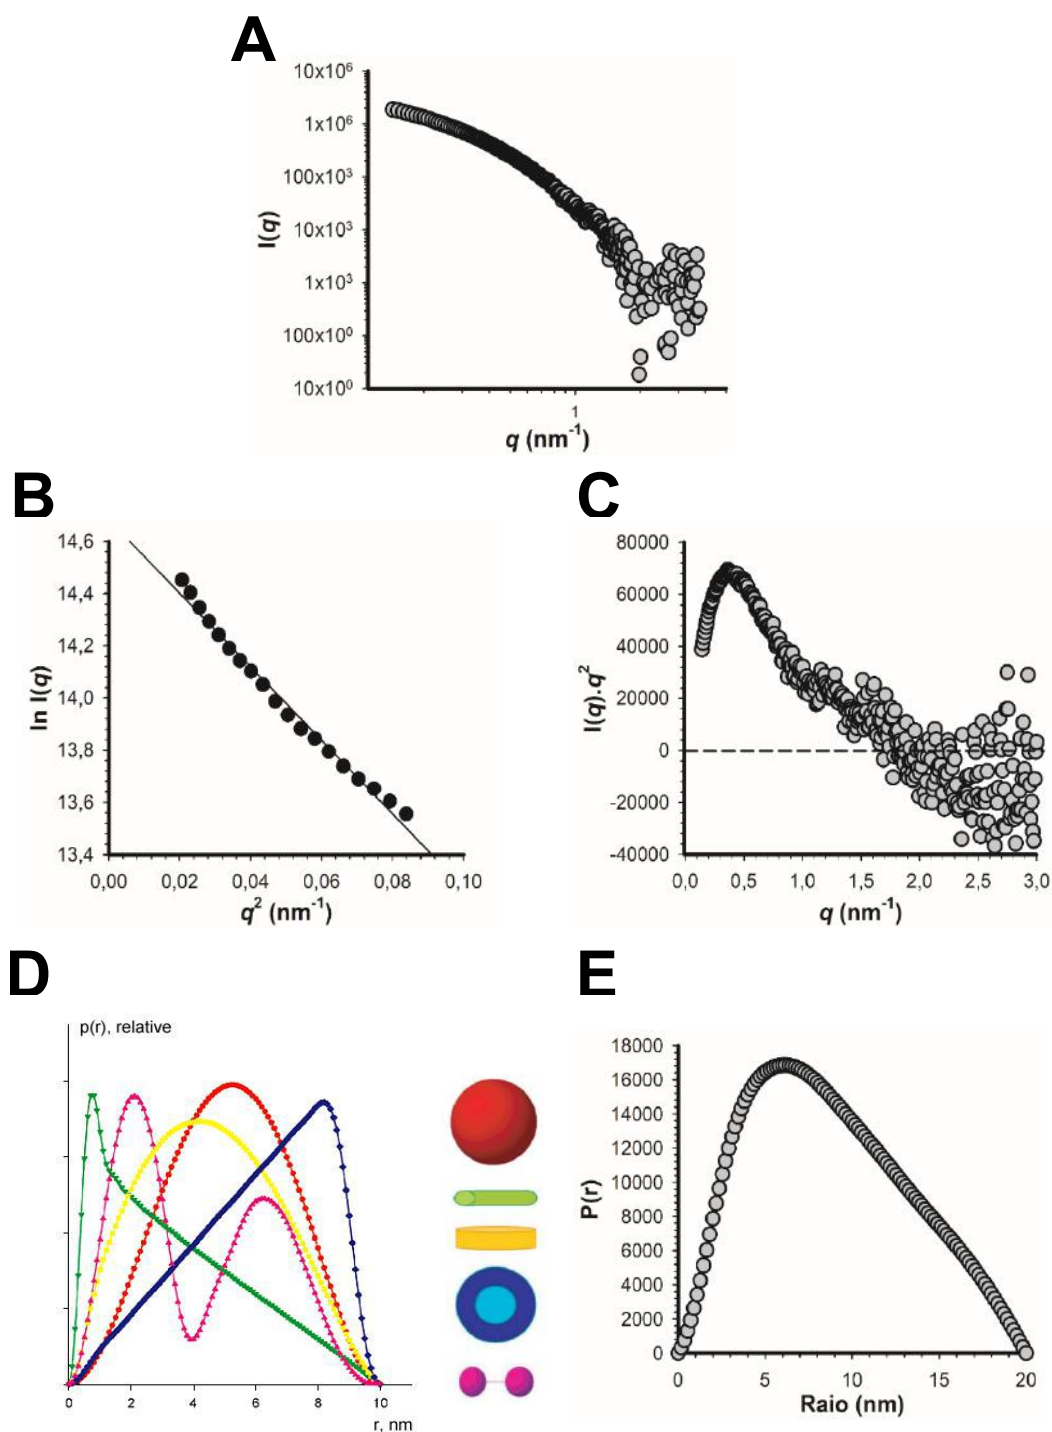 A
10x10⁶
1x10⁶
100x10³
10x10³
1x10³
100x10⁰
10x10⁰
I(q)
1
q (nm⁻¹)
B
14,6
14,4
14,2
14,0
13,8
13,6
13,4
ln I(q)
0,00 0,02 0,04 0,06 0,08 0,10
q² (nm⁻¹)
C
80000
60000
40000
20000
0
-20000
-40000
I(q).q²
0,0 0,5 1,0 1,5 2,0 2,5 3,0
q (nm⁻¹)
D
p(r), relative
0 2 4 6 8 10
r, nm
E
18000
16000
14000
12000
10000
8000
6000
4000
2000
0
P(r)
0 5 10 15 20
Raio (nm)